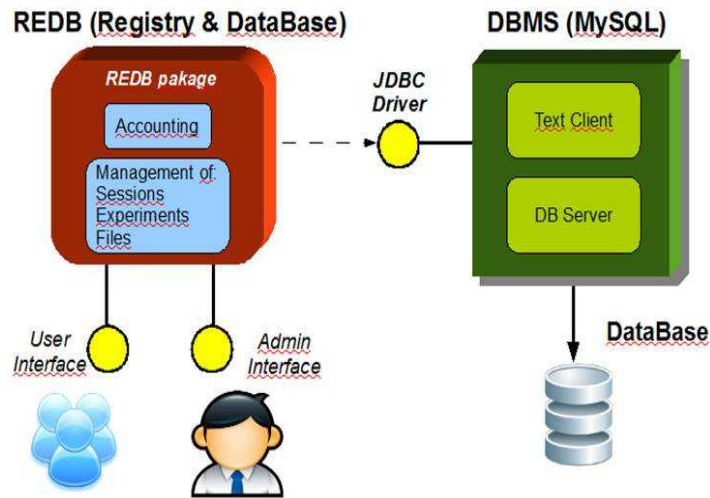 REDB (Registry & DataBase)
DBMS (MySQL)
REDB pakage
Accounting
Management of:
Sessions
Experiments
Files
JDBC
Driver
Text Client
DB Server
User
Interface
Admin
Interface
DataBase